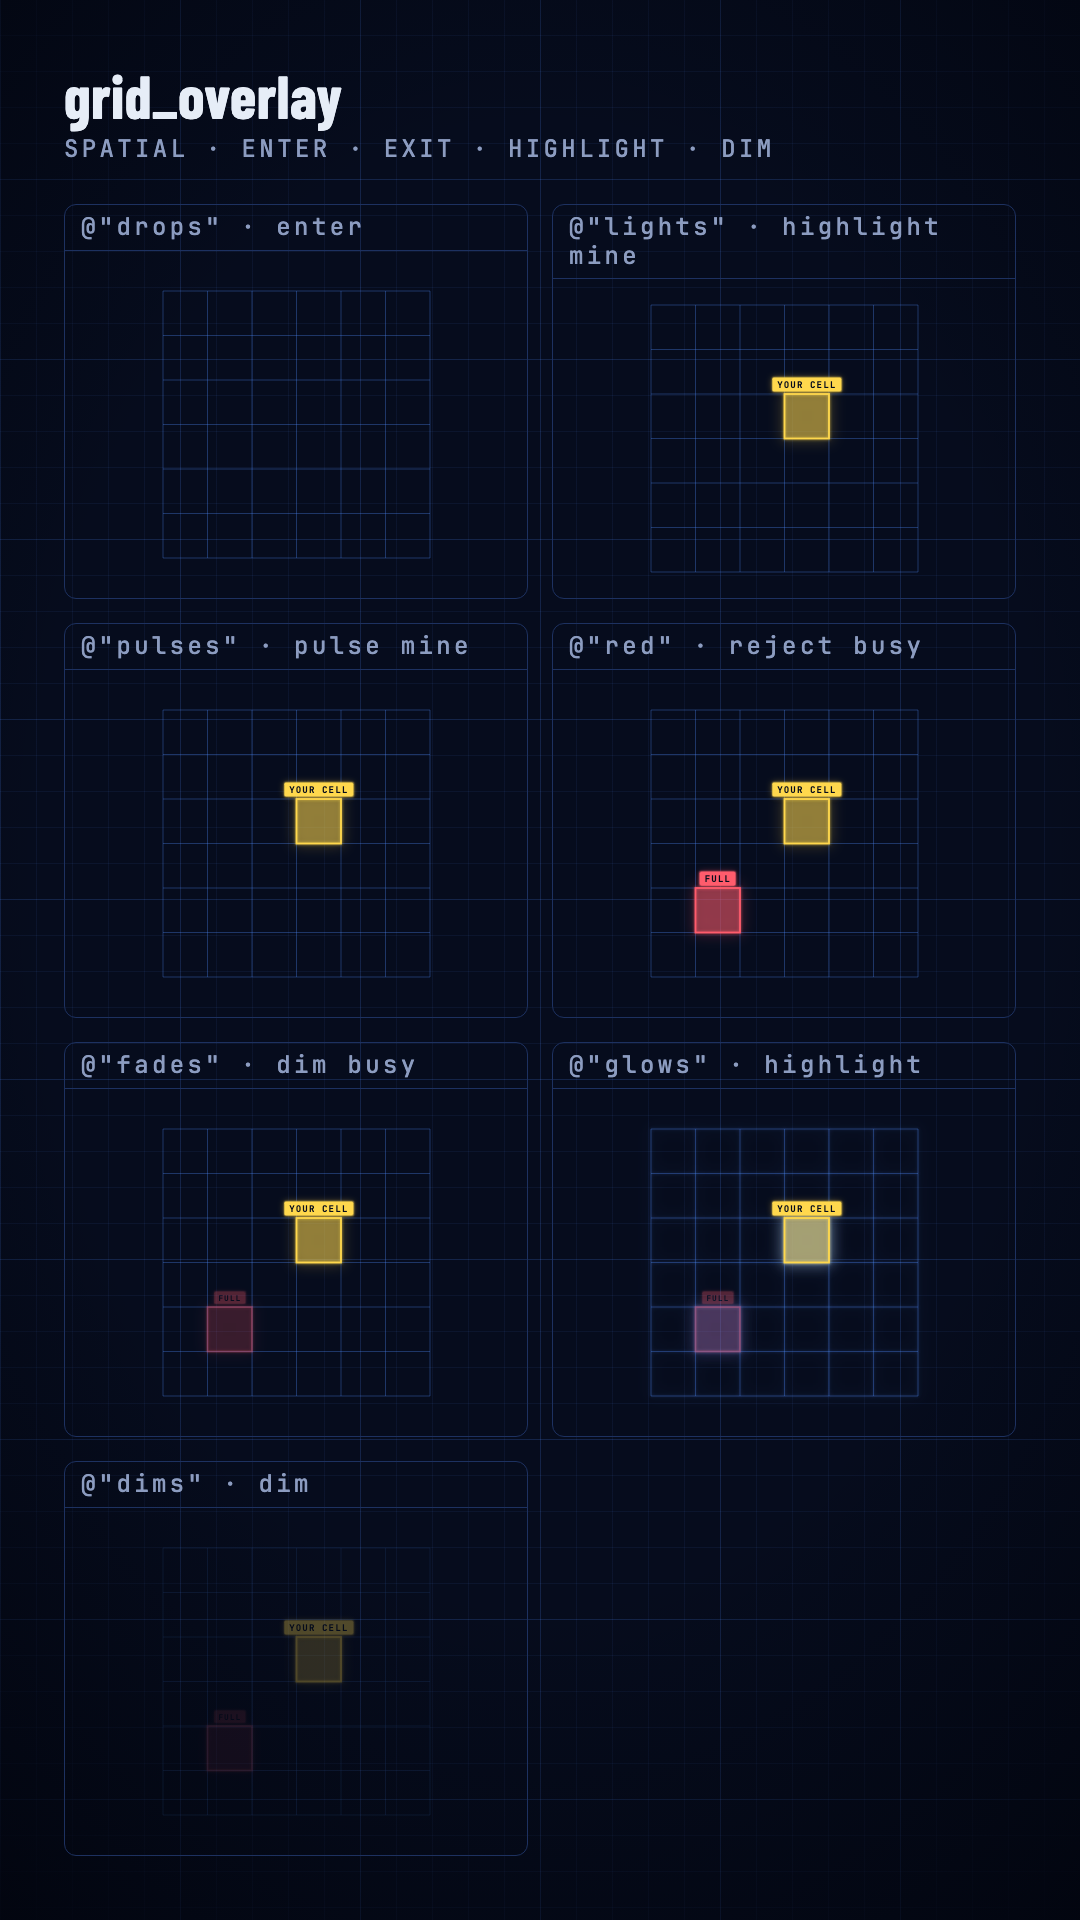 grid_overlay
SPATIAL · ENTER · EXIT · HIGHLIGHT · DIM
@"drops" · enter
@"lights" · highlight
mine
YOUR CELL
@"pulses" · pulse mine
YOUR CELL
@"red" · reject busy
YOUR CELL
FULL
@"fades" · dim busy
YOUR CELL
FULL
@"glows" · highlight
YOUR CELL
FULL
@"dims" · dim
YOUR CELL
FULL